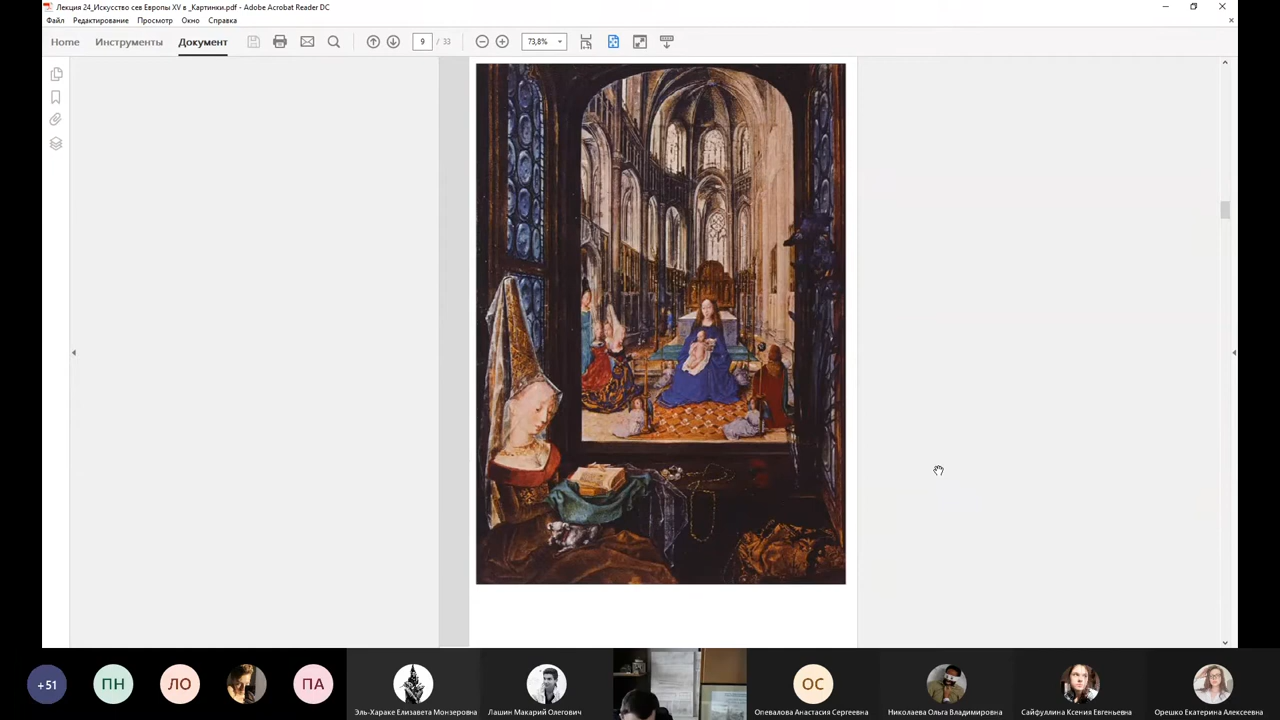 Лекция 24_Искусство сев Европы XV в _Картинки.pdf - Adobe Acrobat Reader DC
Файл Редактирование Просмотр Окно Справка
Home Инструменты Документ 9 / 33 73,8%
+51 ПН ЛО ПА ОС
Эль-Хараке Елизавета Монзеровна Лашин Макарий Олегович Опевалова Анастасия Сергеевна Николаева Ольга Владимировна Сайфуллина Ксения Евгеньевна Орешко Екатерина Алексеевна